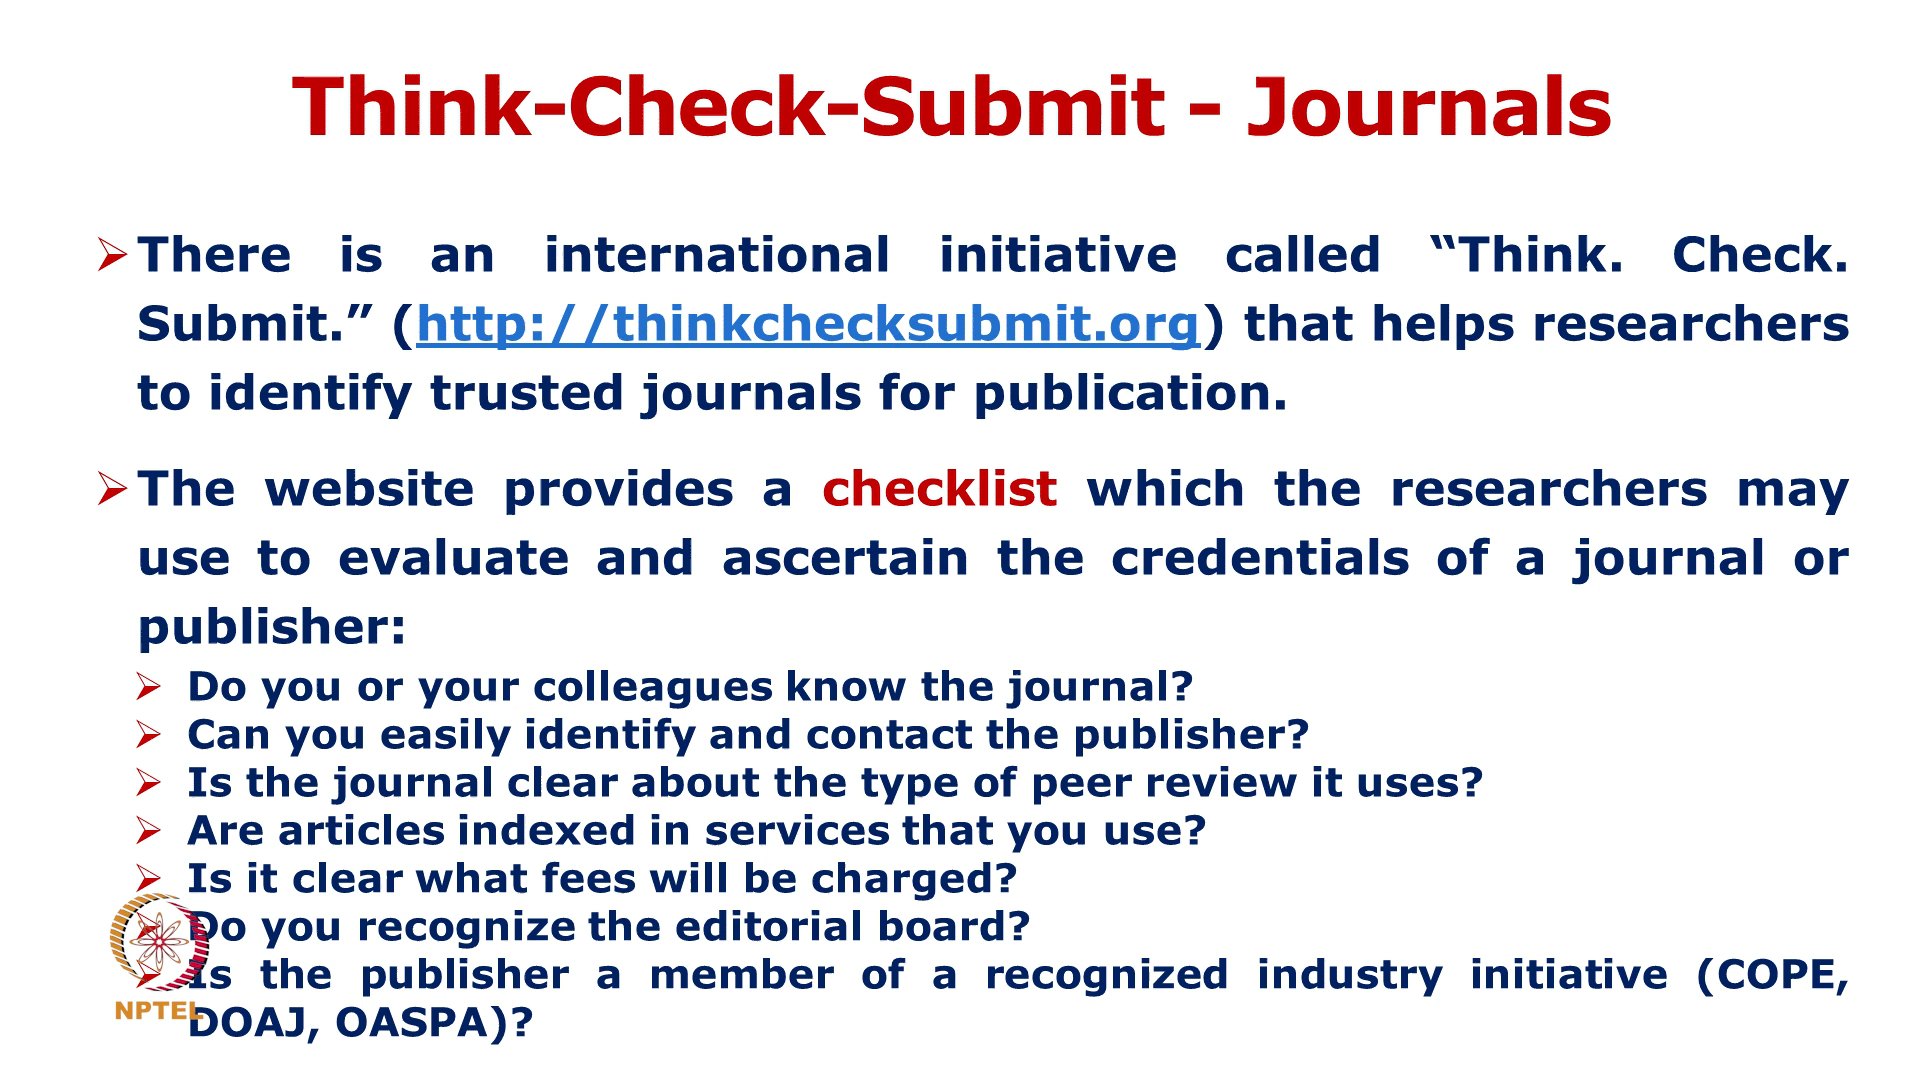 Think-Check-Submit - Journals
There is an international initiative called “Think. Check.
Submit.” (http://thinkchecksubmit.org) that helps researchers
to identify trusted journals for publication.
The website provides a checklist which the researchers may
use to evaluate and ascertain the credentials of a journal or
publisher:
Do you or your colleagues know the journal?
Can you easily identify and contact the publisher?
Is the journal clear about the type of peer review it uses?
Are articles indexed in services that you use?
Is it clear what fees will be charged?
Do you recognize the editorial board?
Is the publisher a member of a recognized industry initiative (COPE,
DOAJ, OASPA)?
NPTEL